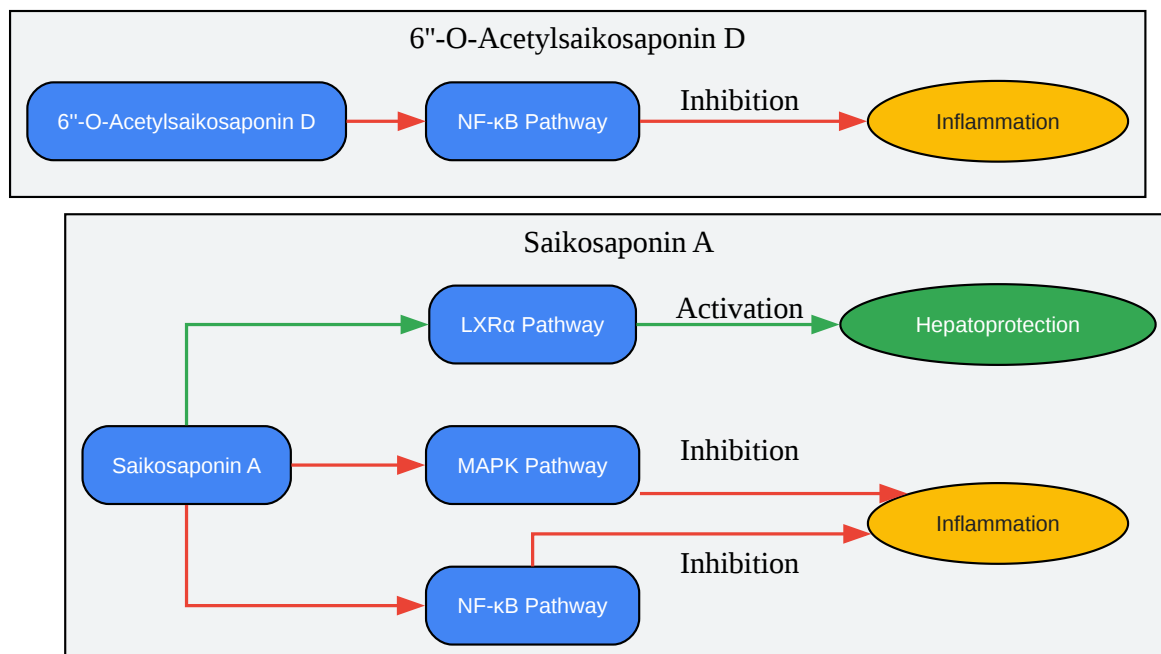 6"-O-Acetylsaikosaponin D
6"-O-Acetylsaikosaponin D
NF-κB Pathway
Inhibition
Inflammation
Saikosaponin A
LXRα Pathway
Activation
Hepatoprotection
Saikosaponin A
MAPK Pathway
Inhibition
Inflammation
NF-κB Pathway
Inhibition